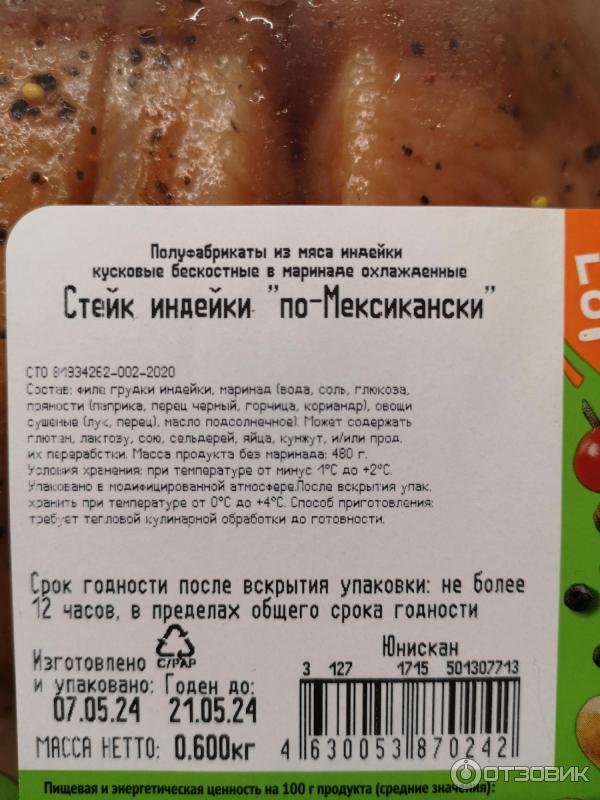 Полуфабрикаты из мяса индейки
кусковые бескостные в маринаде охлажденные
Стейк индейки "по-Мексикански"
СТО 81934262-002-2020
Состав: филе грудки индейки, маринад (вода, соль, глюкоза,
пряности (паприка, перец черный, горчица, кориандр), овощи
сушеные (лук, перец), масло подсолнечное). Может содержать
глютен, лактозу, сою, сельдерей, яйца, кунжут, и/или прод.
их переработки. Масса продукта без маринада: 480 г.
Условия хранения: при температуре от минус 1°С до +2°С.
Упаковано в модифицированной атмосфере.После вскрытия упак.
хранить при температуре от 0°С до +4°С. Способ приготовления:
требует тепловой кулинарной обработки до готовности.
Срок годности после вскрытия упаковки: не более
12 часов, в пределах общего срока годности
Изготовлено
C/PAP
и упаковано: Годен до:
07.05.24 21.05.24
МАССА НЕТТО: 0.600кг
Юнискан
3 127 1715 501307713
4 630053 870242
Пищевая и энергетическая ценность на 100 г продукта (средние значения):
ОТЗОВИК